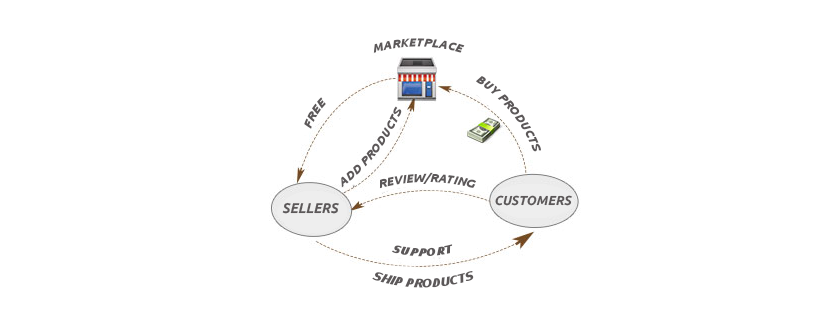 MARKETPLACE
FREE
ADD PRODUCTS
BUY PRODUCTS
REVIEW/RATING
SELLERS
CUSTOMERS
SUPPORT
SHIP PRODUCTS